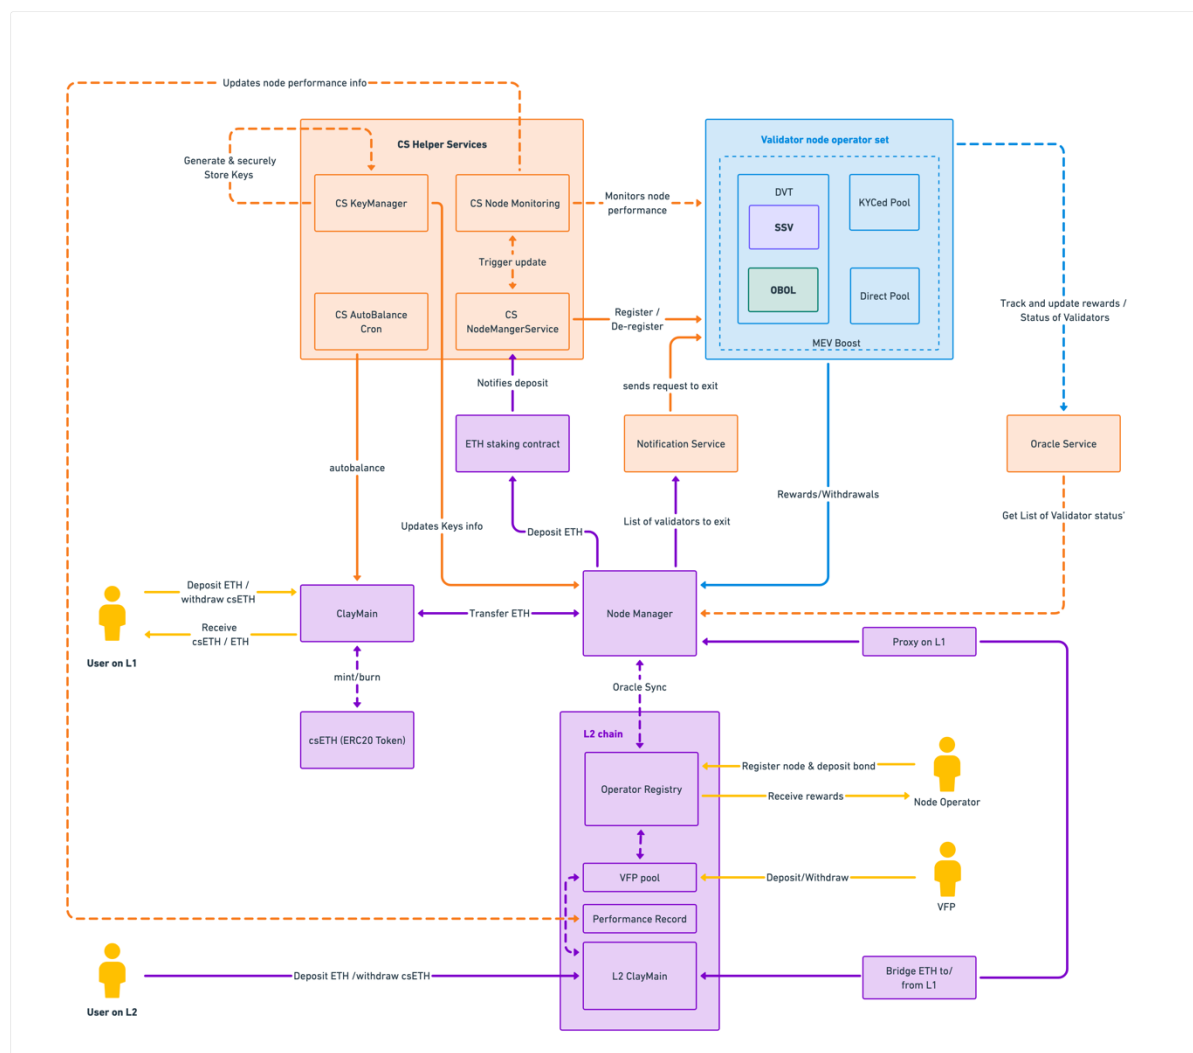 Updates node performance info
CS Helper Services
Validator node operator set
Generate & securely
Store Keys
CS KeyManager
CS Node Monitoring
Monitors node
performance
DVT
SSV
KYCed Pool
Trigger update
OBOL
Direct Pool
CS AutoBalance
Cron
CS
NodeMangerService
Register /
De-register
MEV Boost
Track and update rewards /
Status of Validators
Notifies deposit
sends request to exit
ETH staking contract
Notification Service
Oracle Service
autobalance
Rewards/Withdrawals
Updates Keys info
Deposit ETH
List of validators to exit
Get List of Validator status'
Deposit ETH /
withdraw csETH
ClayMain
Transfer ETH
Node Manager
Receive
csETH / ETH
User on L1
Proxy on L1
mint/burn
Oracle Sync
csETH (ERC20 Token)
L2 chain
Operator Registry
Register node & deposit bond
Receive rewards
Node Operator
VFP pool
Deposit/Withdraw
VFP
Performance Record
Deposit ETH /withdraw csETH
L2 ClayMain
Bridge ETH to/
from L1
User on L2